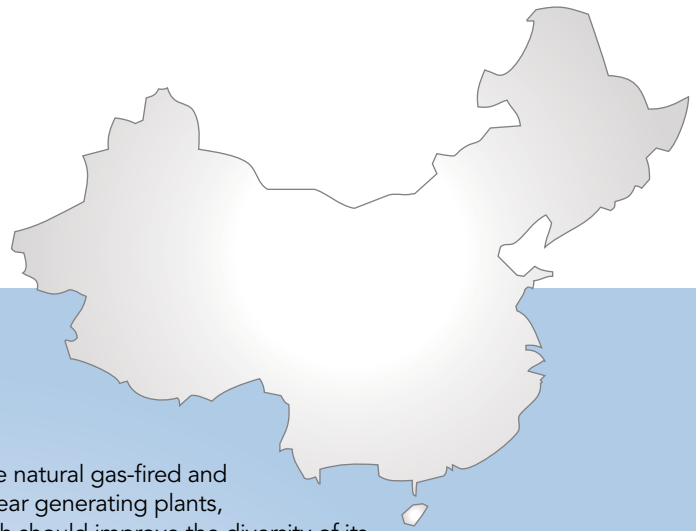 e natural gas-fired and
ear generating plants,
h should improve the diversity of its